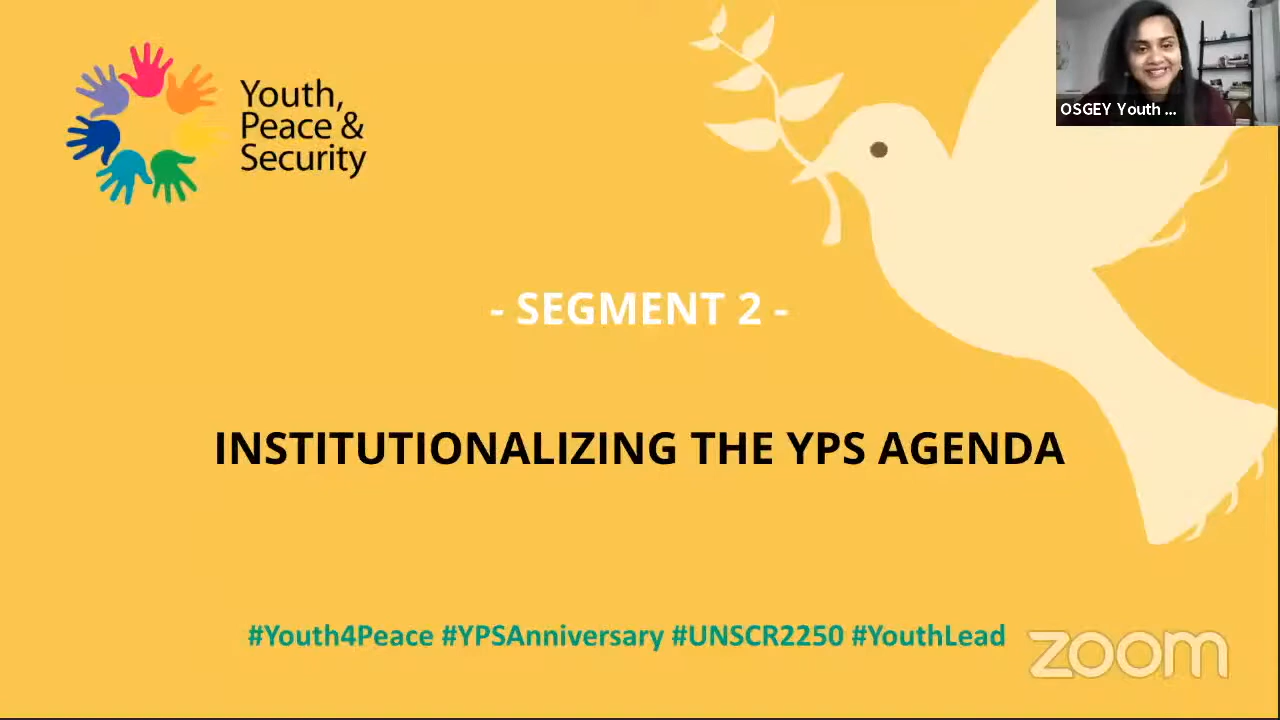 Youth,
Peace &
Security
OSGEY Youth ...
- SEGMENT 2 -
INSTITUTIONALIZING THE YPS AGENDA
#Youth4Peace #YPSAnniversary #UNSCR2250 #YouthLead
zoom